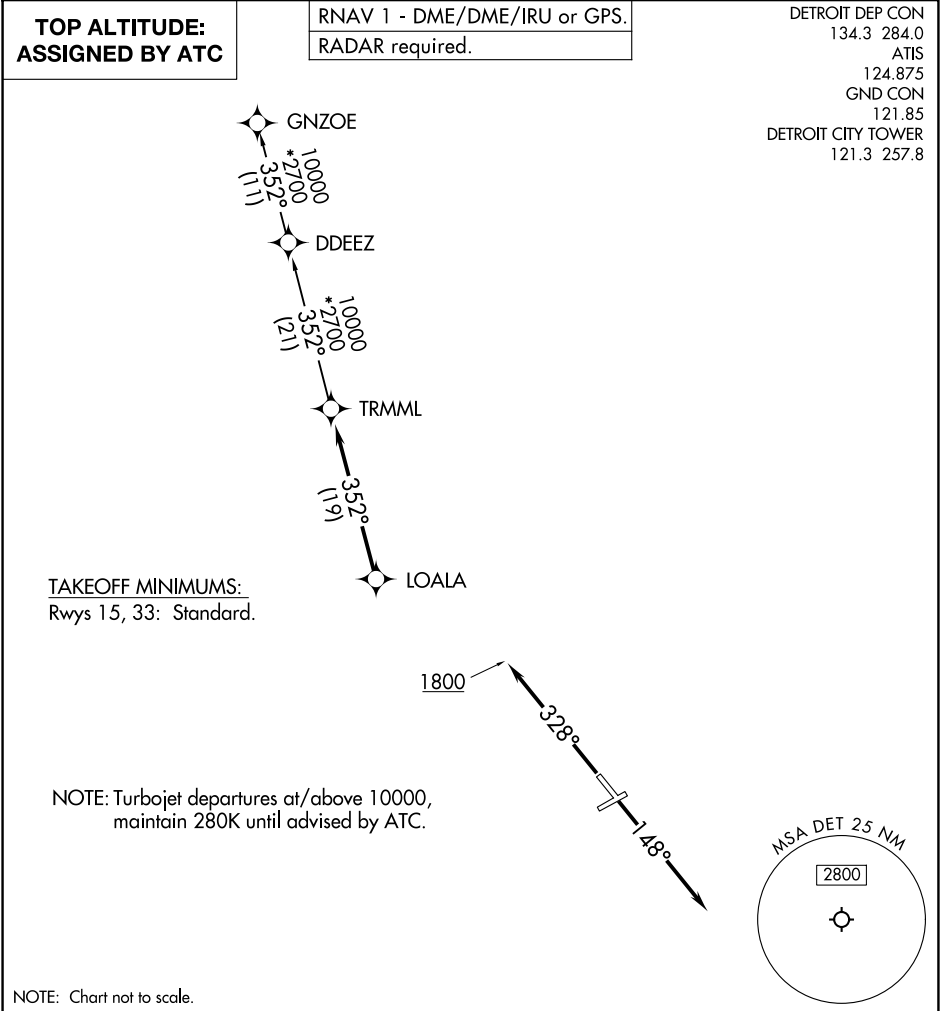 TOP ALTITUDE:
ASSIGNED BY ATC
RNAV 1 - DME/DME/IRU or GPS.
RADAR required.
DETROIT DEP CON
134.3 284.0
ATIS
124.875
GND CON
121.85
DETROIT CITY TOWER
121.3 257.8
GNZOE
10000
*2700
352°
(11)
DDEEZ
10000
*2700
352°
(21)
TRMML
352°
(19)
LOALA
TAKEOFF MINIMUMS:
Rwys 15, 33: Standard.
1800
328°
148°
NOTE: Turbojet departures at/above 10000,
maintain 280K until advised by ATC.
MSA DET 25 NM
2800
NOTE: Chart not to scale.